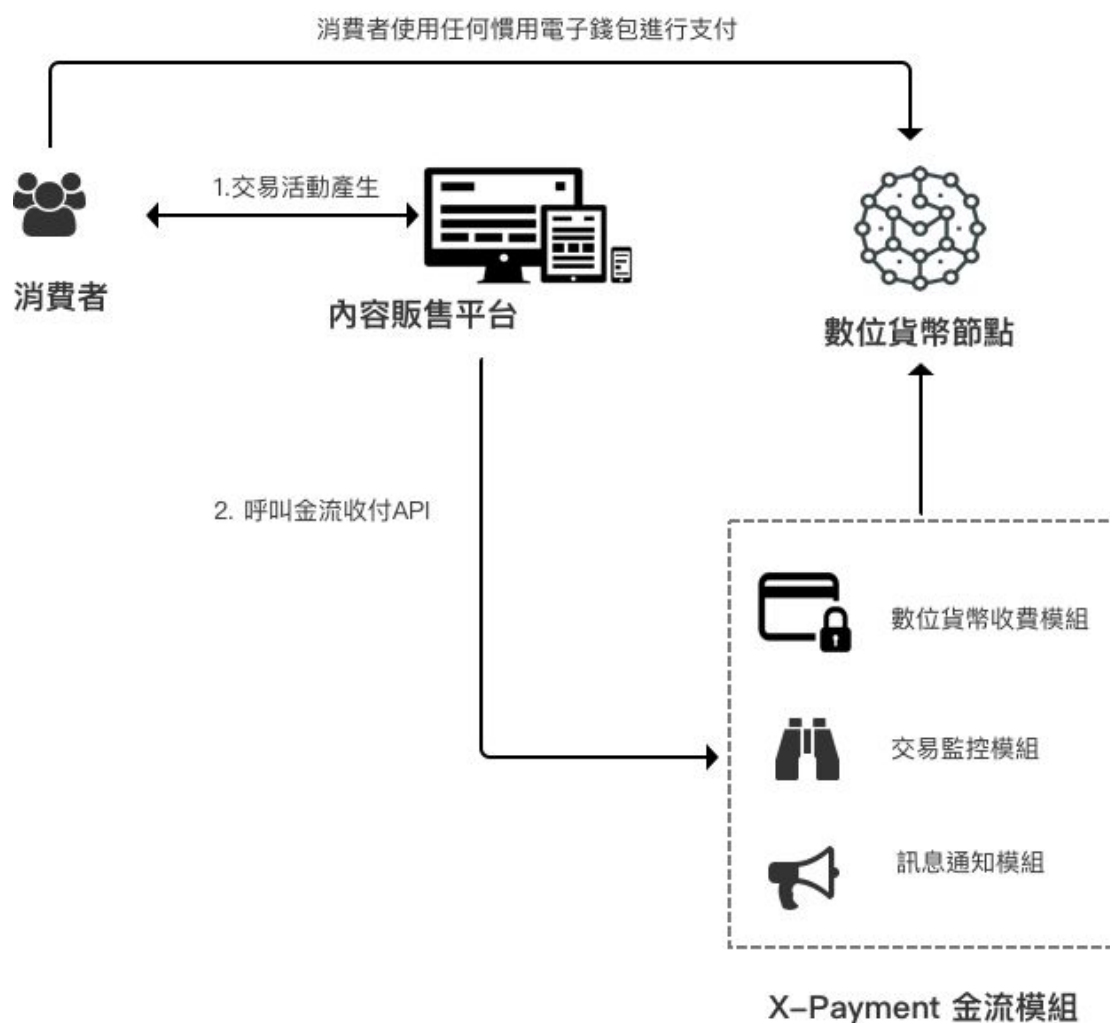 消費者使用任何慣用電子錢包進行支付
1.交易活動產生
消費者
內容販售平台
數位貨幣節點
2. 呼叫金流收付API
數位貨幣收費模組
交易監控模組
訊息通知模組
X-Payment 金流模組